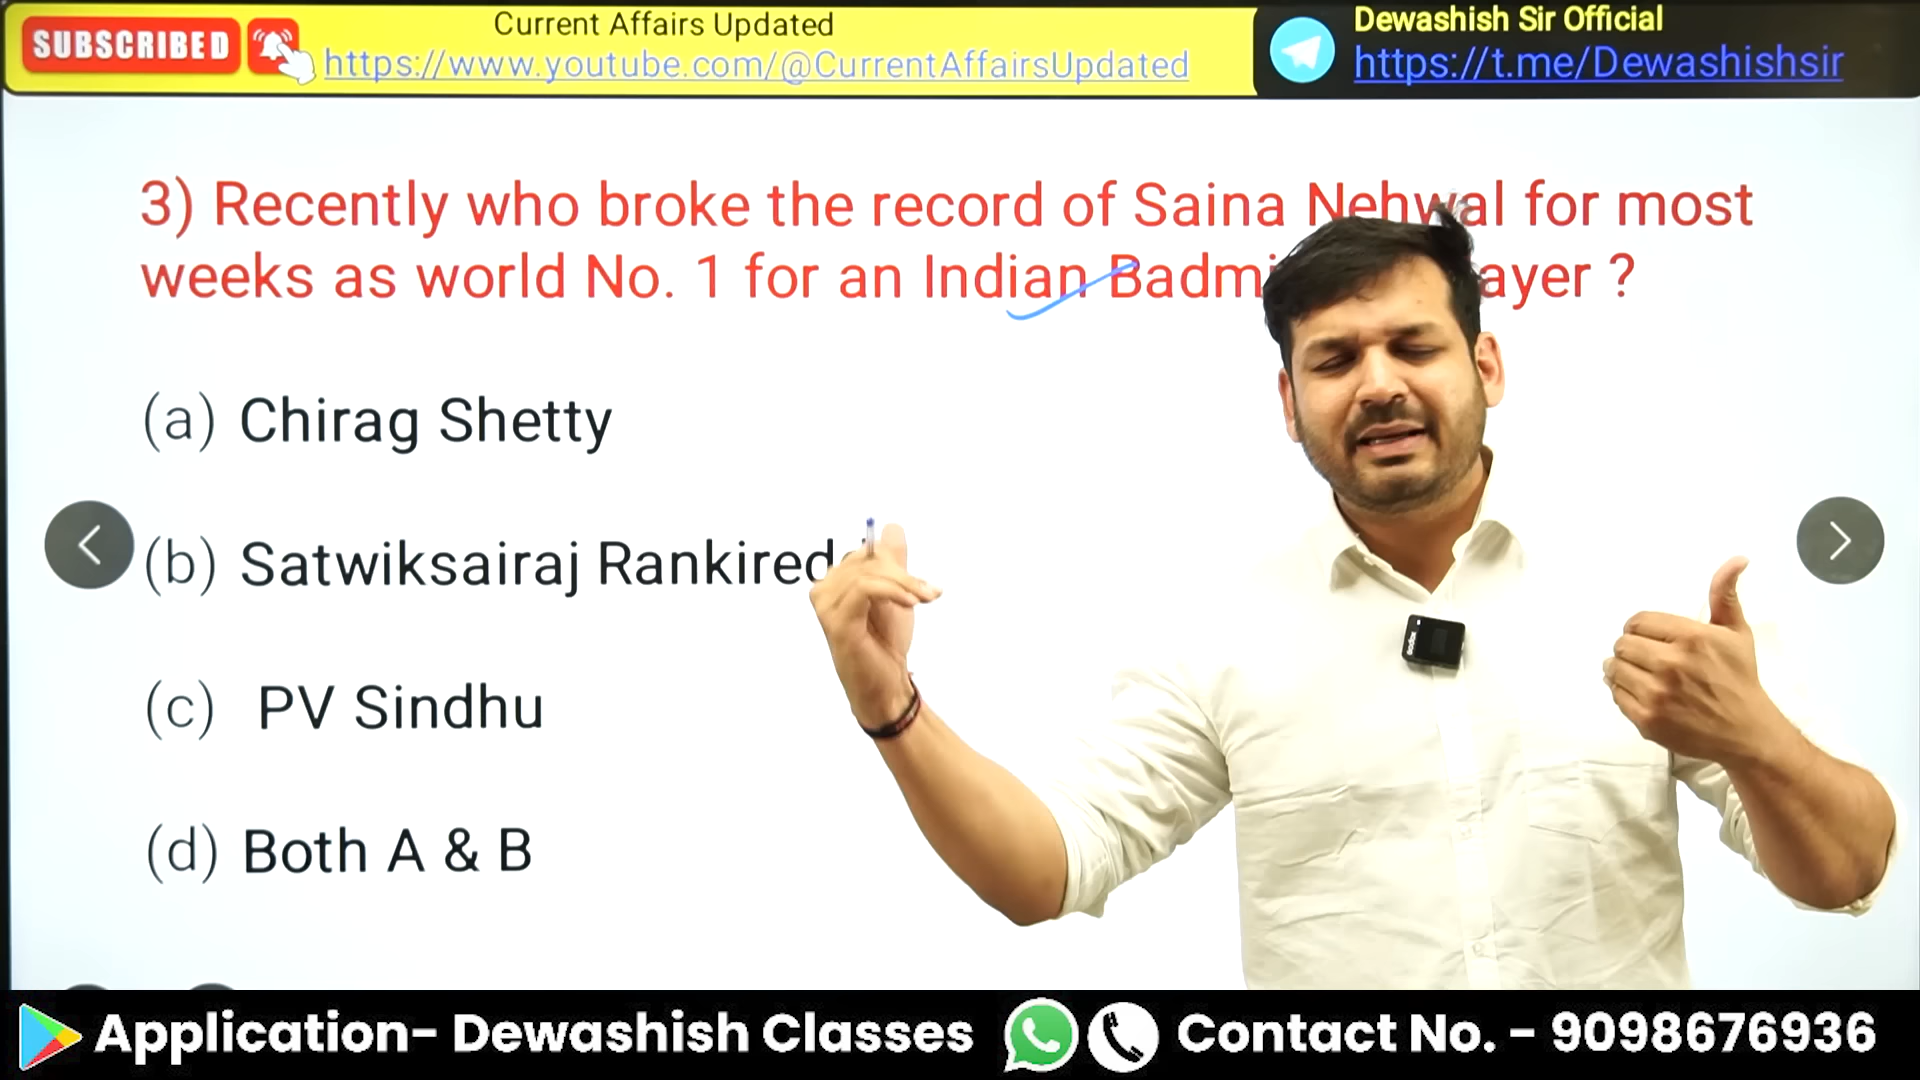 SUBSCRIBED
Current Affairs Updated
https://www.youtube.com/@CurrentAffairsUpdated
Dewashish Sir Official
https://t.me/Dewashishsir
3) Recently who broke the record of Saina Nehwal for most
weeks as world No. 1 for an Indian ?
(a) Chirag Shetty
(b) Satwiksairaj
(c) PV Sindhu
(d) Both A & B
Application- Dewashish Classes
Contact No. - 9098676936